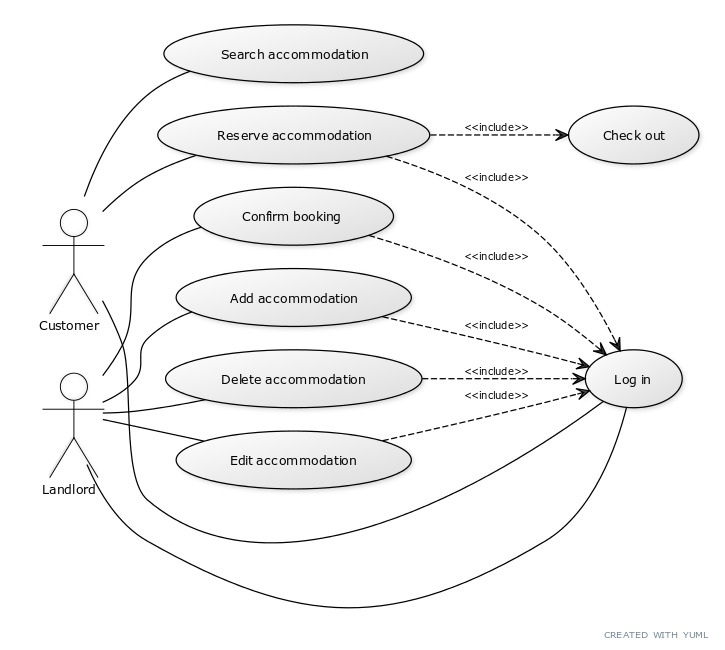 Search accommodation
Reserve accommodation
<<include>>
Check out
<<include>>
Confirm booking
<<include>>
Add accommodation
Customer
<<include>>
Delete accommodation
<<include>>
Log in
<<include>>
Edit accommodation
Landlord
CREATED WITH YUML